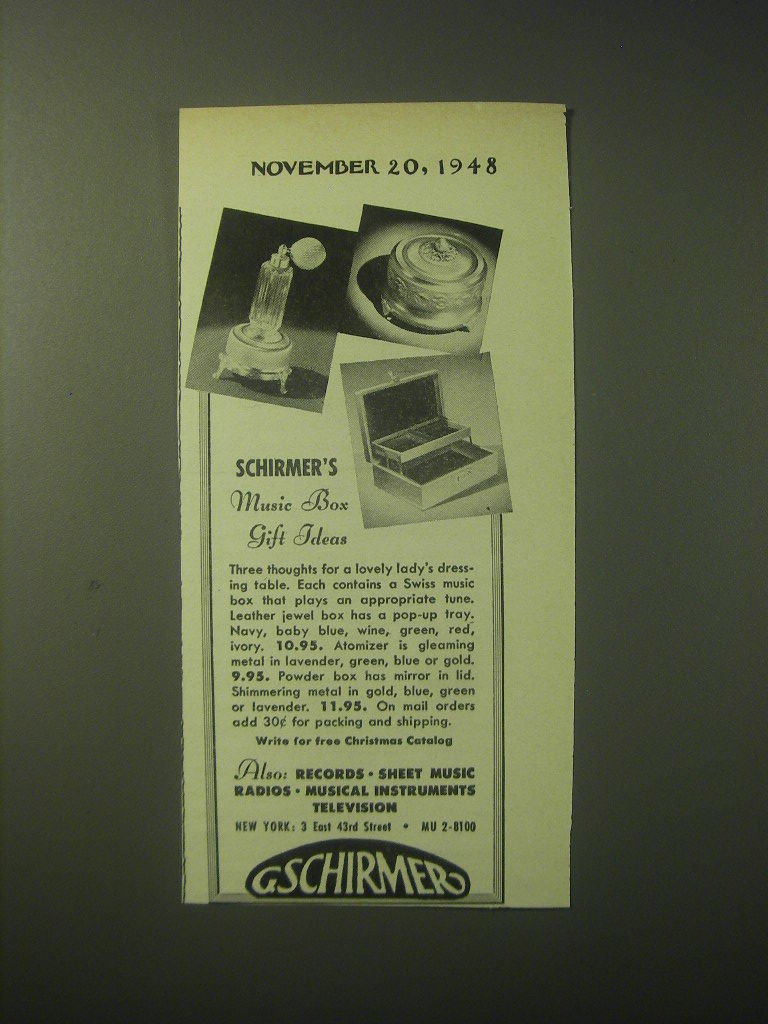 NOVEMBER 20, 1948
SCHIRMER'S
Music Box
Gift Ideas
Three thoughts for a lovely lady's dress-
ing table. Each contains a Swiss music
box that plays an appropriate tune.
Leather jewel box has a pop-up tray.
Navy, baby blue, wine, green, red,
ivory. 10.95. Atomizer is gleaming
metal in lavender, green, blue or gold.
9.95. Powder box has mirror in lid.
Shimmering metal in gold, blue, green
or lavender. 11.95. On mail orders
add 30¢ for packing and shipping.
Write for free Christmas Catalog
Also: RECORDS • SHEET MUSIC
RADIOS • MUSICAL INSTRUMENTS
TELEVISION
NEW YORK: 3 East 43rd Street • MU 2-8100
G. SCHIRMER